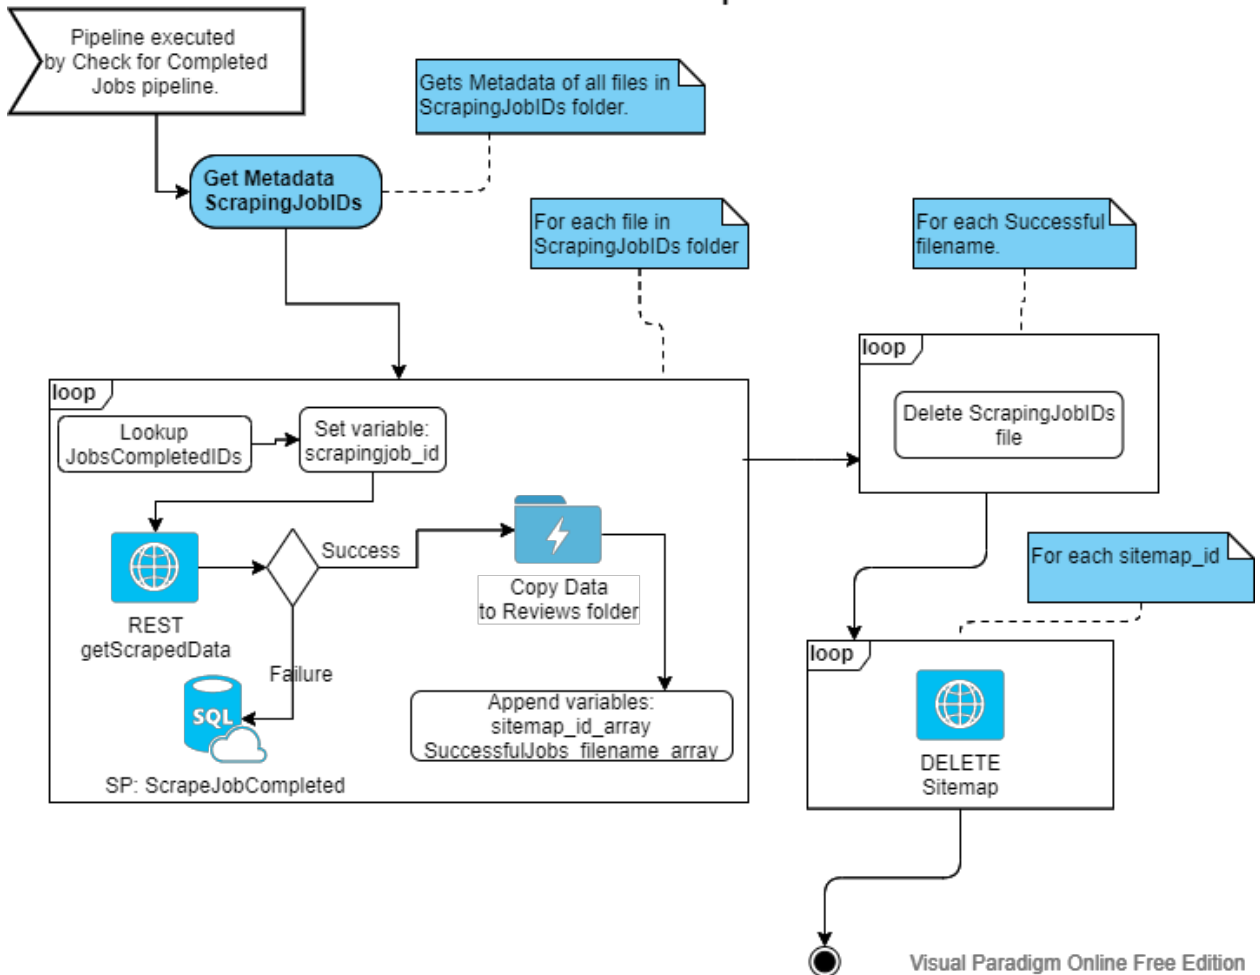 Pipeline executed
by Check for Completed
Jobs pipeline.
Gets Metadata of all files in
ScrapingJobIDs folder.
Get Metadata
ScrapingJobIDs
For each file in
ScrapingJobIDs folder
For each Successful
filename.
loop
Delete ScrapingJobIDs
file
loop
Lookup
JobsCompletedIDs
Set variable:
scrapingjob_id
Success
Copy Data
to Reviews folder
REST
getScrapedData
Failure
SQL
SP: ScrapeJobCompleted
Append variables:
sitemap_id_array
SuccessfulJobs_filename_array
For each sitemap_id
loop
DELETE
Sitemap
Visual Paradigm Online Free Edition